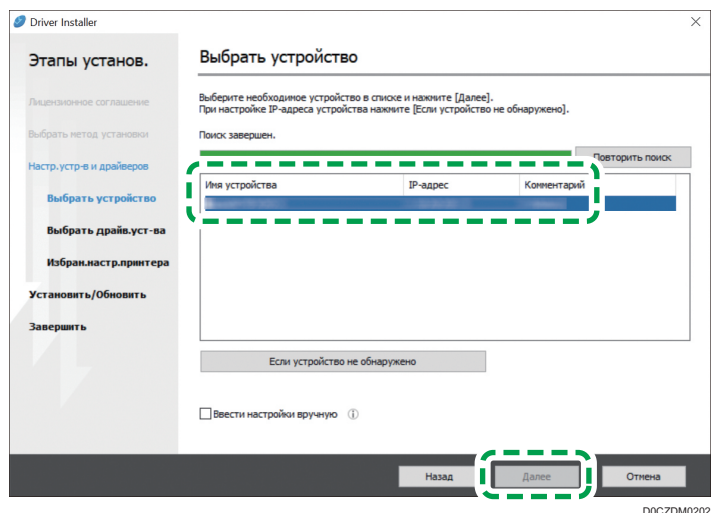 Driver Installer
Этапы установ.
Лицензионное соглашение
Выбрать метод установки
Настр.устр-в и драйверов
Выбрать устройство
Выбрать драйв.уст-ва
Избран.настр.принтера
Установить/Обновить
Завершить
Выбрать устройство
Выберите необходимое устройство в списке и нажмите [Далее].
При настройке IP-адреса устройства нажмите [Если устройство не обнаружено].
Поиск завершен.
Повторить поиск
Имя устройства IP-адрес Комментарий
Если устройство не обнаружено
Ввести настройки вручную
Назад Далее Отмена
D0CZDM0202